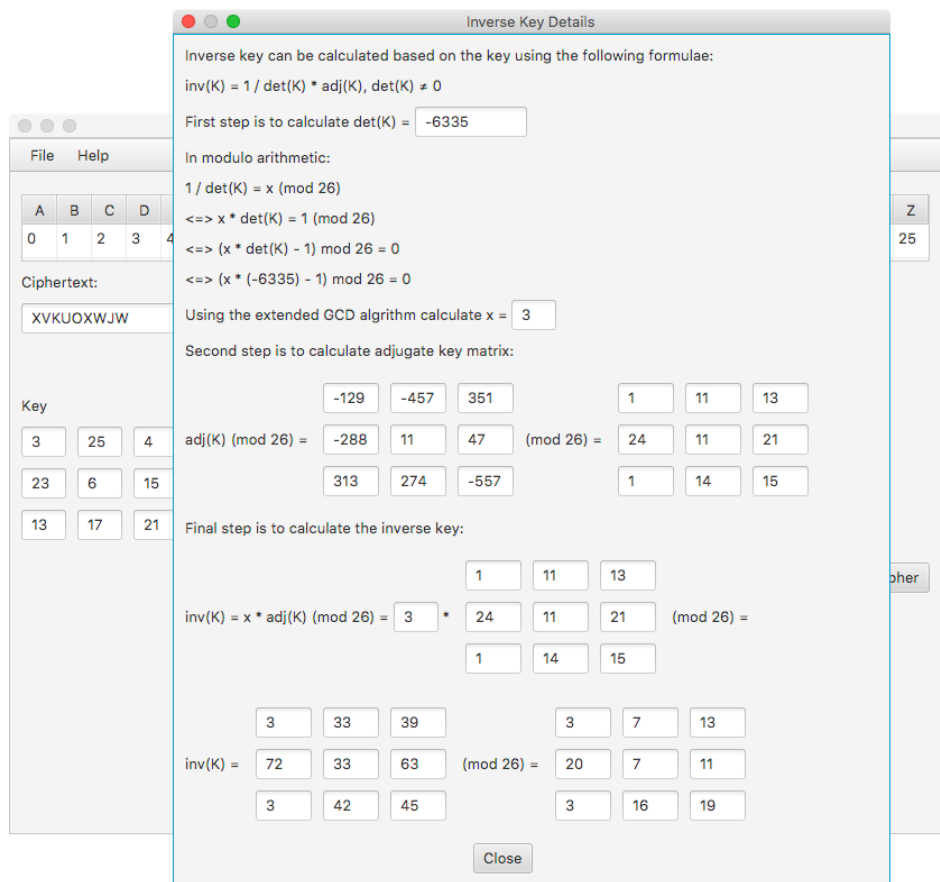 Inverse Key Details
Inverse key can be calculated based on the key using the following formulae:
inv(K) = 1 / det(K) * adj(K), det(K) ≠ 0
First step is to calculate det(K) = -6335
In modulo arithmetic:
1 / det(K) = x (mod 26)
<=> x * det(K) = 1 (mod 26)
<=> (x * det(K) - 1) mod 26 = 0
<=> (x * (-6335) - 1) mod 26 = 0
Using the extended GCD algrithm calculate x = 3
Second step is to calculate adjugate key matrix:
-129 -457 351 1 11 13
adj(K) (mod 26) = -288 11 47 (mod 26) = 24 11 21
313 274 -557 1 14 15
Final step is to calculate the inverse key:
1 11 13
inv(K) = x * adj(K) (mod 26) = 3 * 24 11 21 (mod 26) =
1 14 15
3 33 39 3 7 13
inv(K) = 72 33 63 (mod 26) = 20 7 11
3 42 45 3 16 19
Close
File Help
A B C D Z
0 1 2 3 4 25
Ciphertext:
XVKUOXWJW
Key
3 25 4
23 6 15
13 17 21